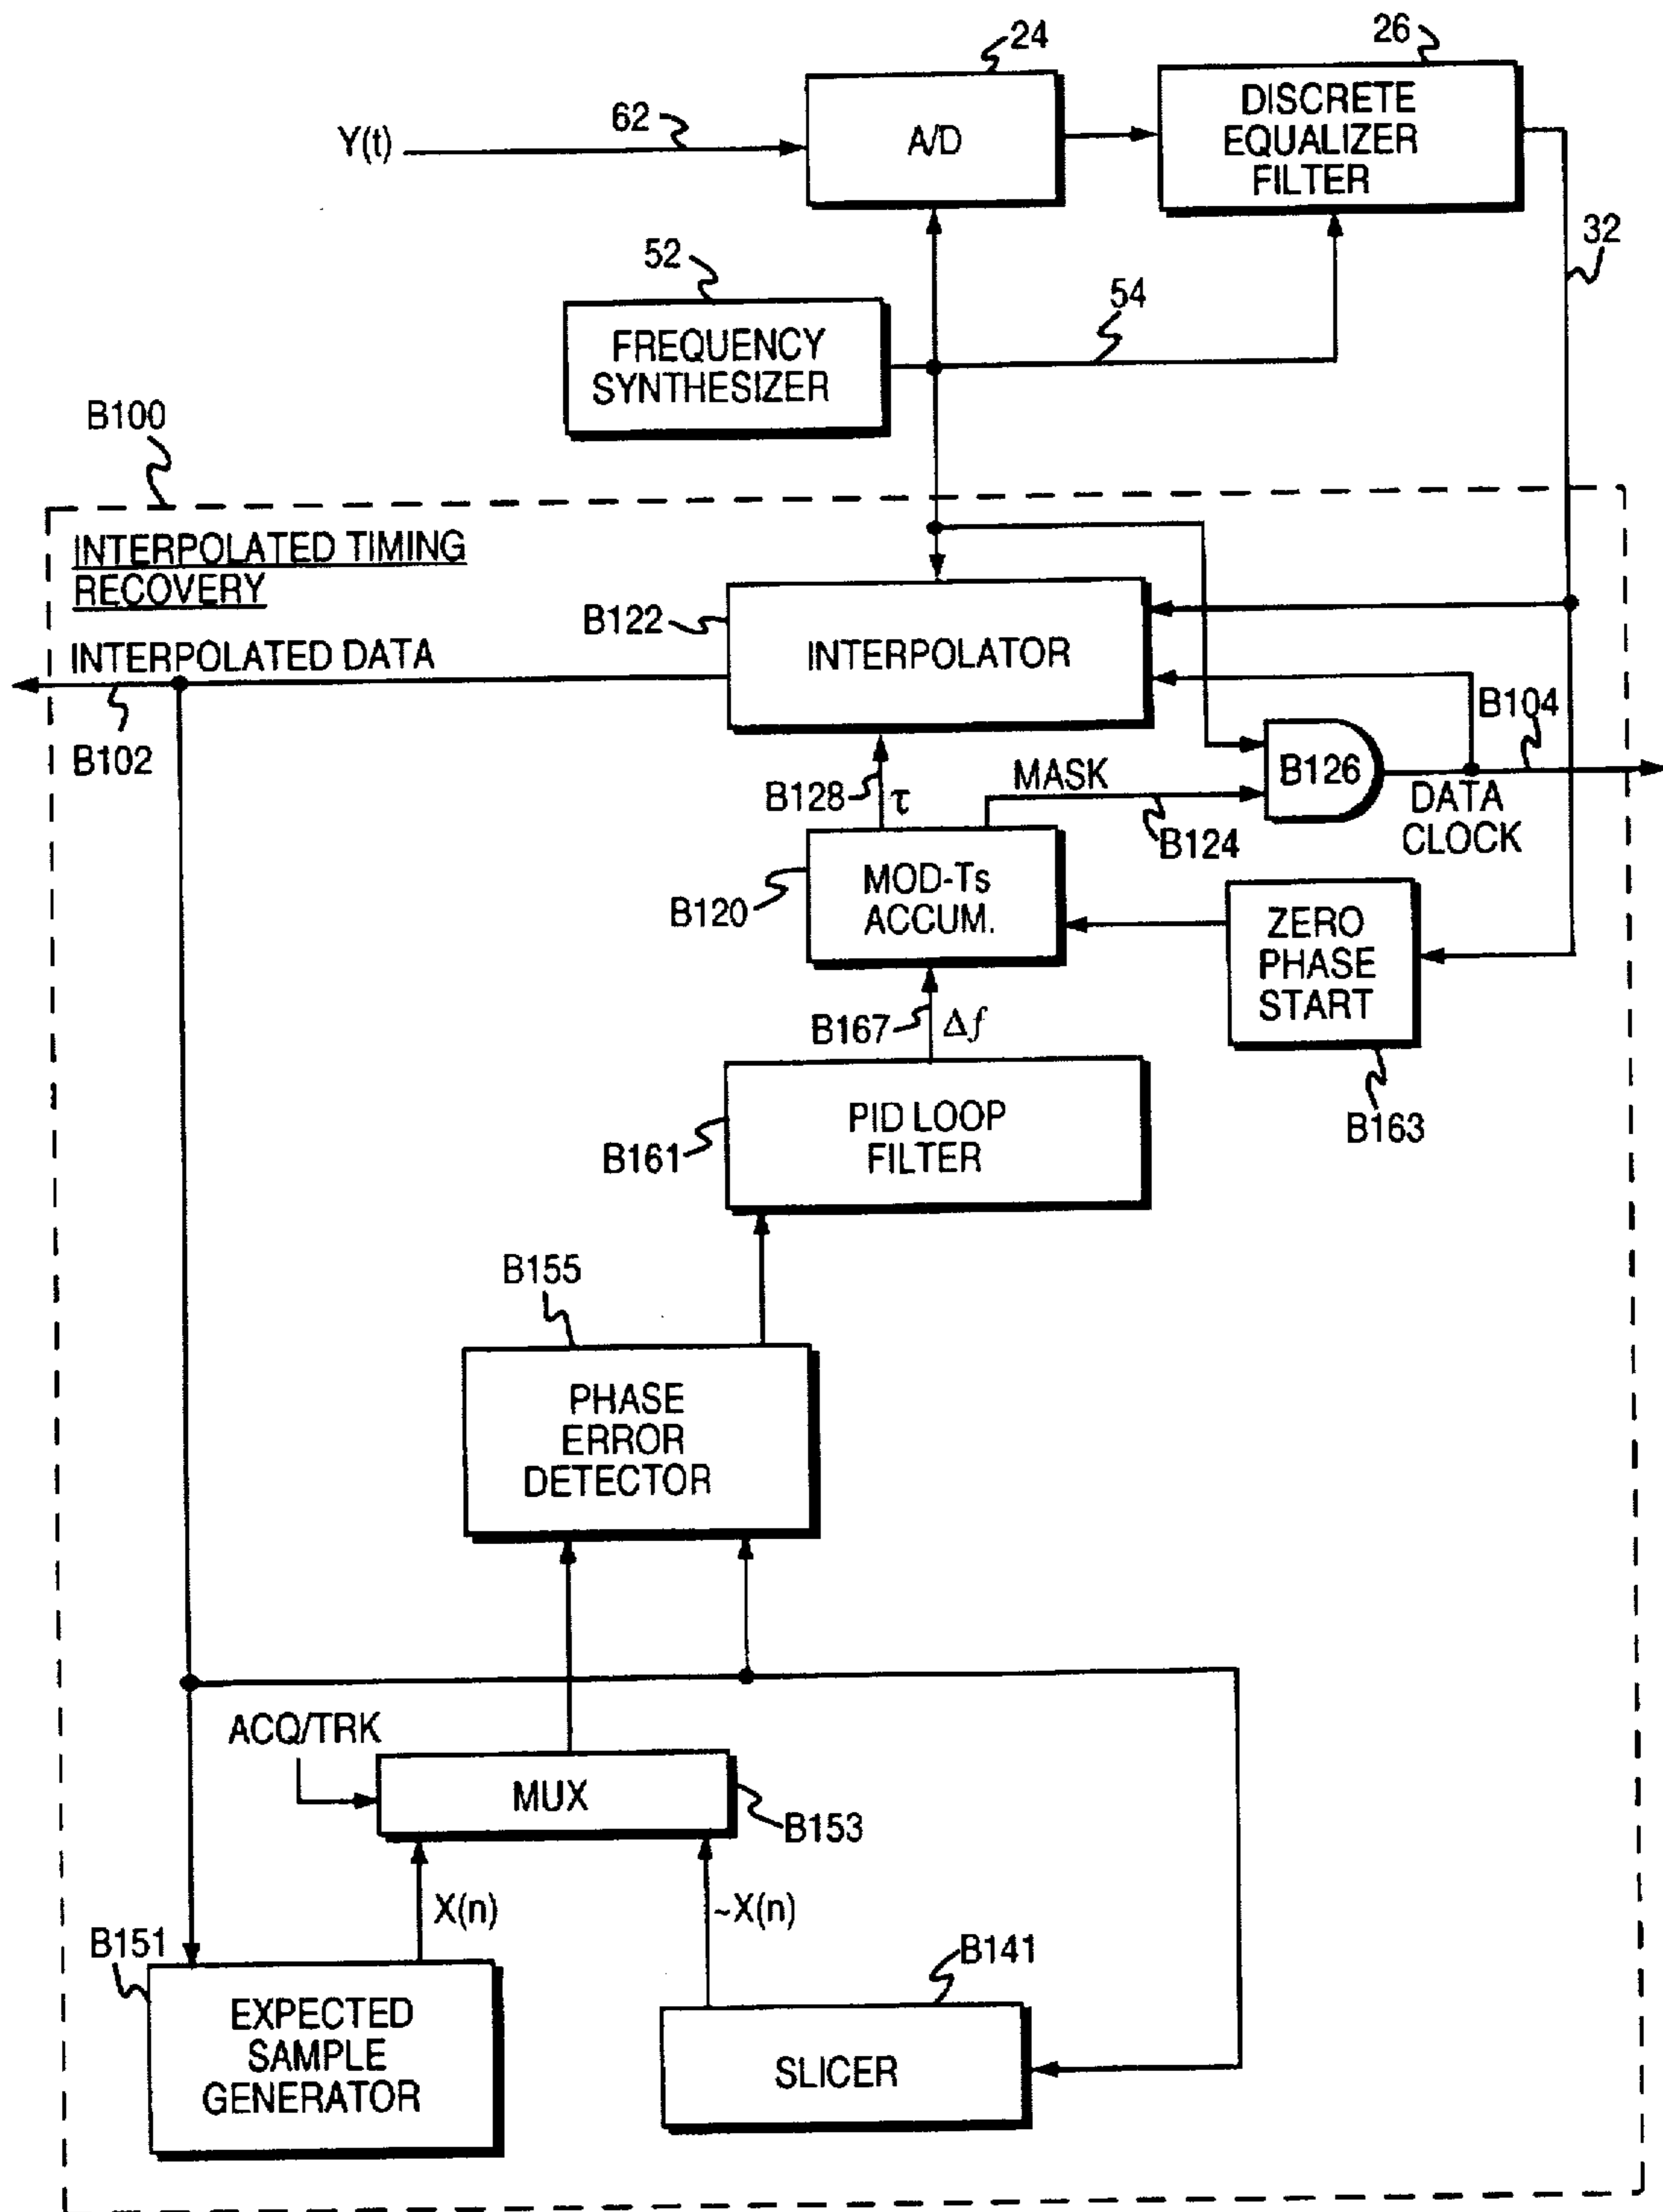 24
26
62
Y(t)
A/D
DISCRETE
EQUALIZER
FILTER
32
52
54
FREQUENCY
SYNTHESIZER
B100
INTERPOLATED TIMING
RECOVERY
B122
INTERPOLATOR
INTERPOLATED DATA
B102
B104
B126
MASK
B128
τ
B124
DATA
CLOCK
B120
MOD-Ts
ACCUM.
ZERO
PHASE
START
B167
Δf
B163
PID LOOP
FILTER
B161
B155
PHASE
ERROR
DETECTOR
ACQ/TRK
MUX
B153
X(n)
~X(n)
B151
B141
EXPECTED
SAMPLE
GENERATOR
SLICER